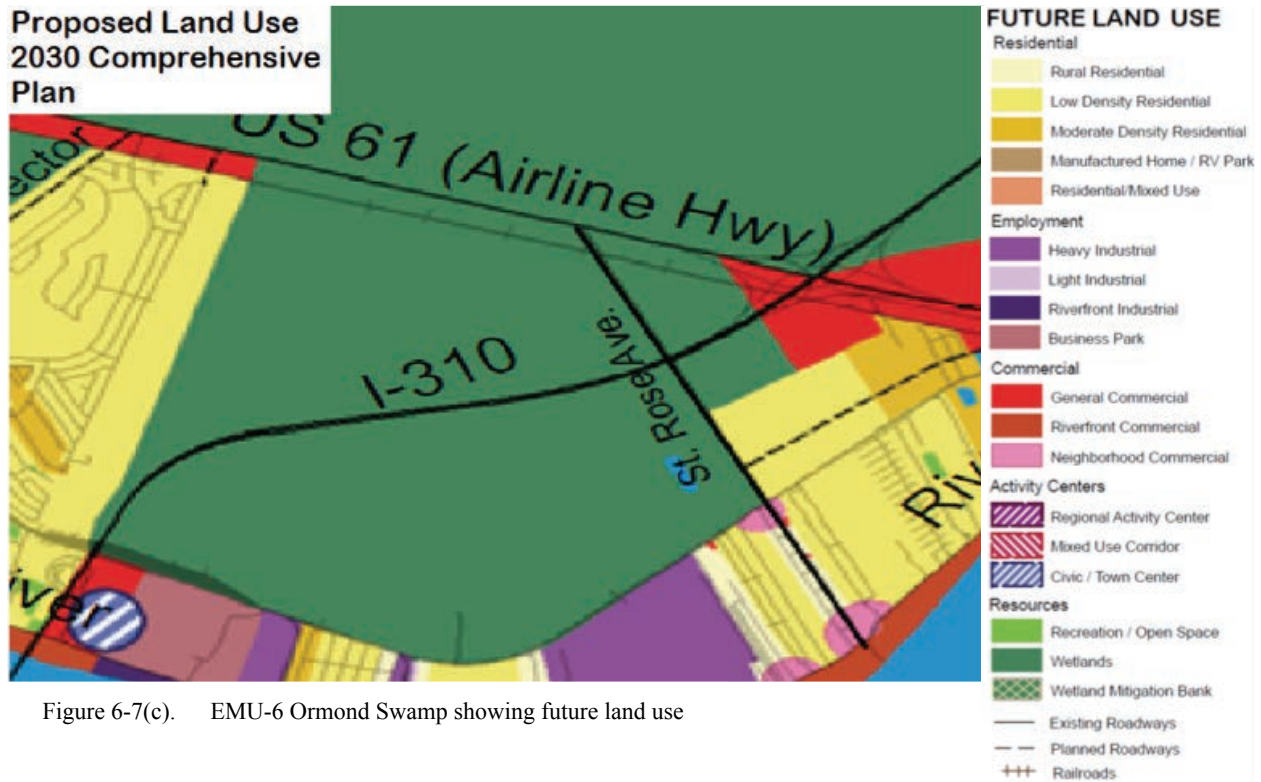 Proposed Land Use
2030 Comprehensive
Plan
ector
US 61 (Airline Hwy)
I-310
St. Rose Ave.
Riv
iver
Figure 6-7(c). EMU-6 Ormond Swamp showing future land use
FUTURE LAND USE
Residential
Rural Residential
Low Density Residential
Moderate Density Residential
Manufactured Home / RV Park
Residential/Mixed Use
Employment
Heavy Industrial
Light Industrial
Riverfront Industrial
Business Park
Commercial
General Commercial
Riverfront Commercial
Neighborhood Commercial
Activity Centers
Regional Activity Center
Mixed Use Corridor
Civic / Town Center
Resources
Recreation / Open Space
Wetlands
Wetland Mitigation Bank
Existing Roadways
Planned Roadways
Railroads